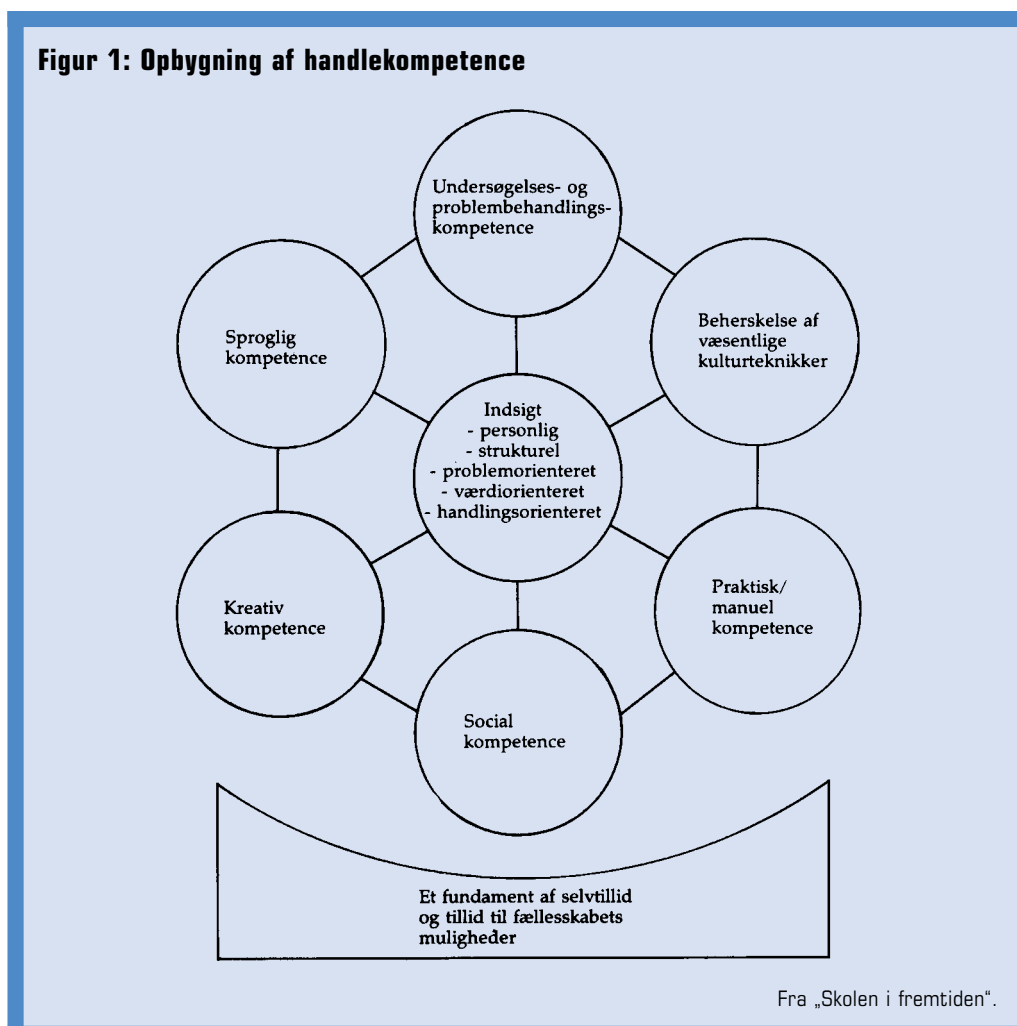 Figur 1: Opbygning af handlekompetence
Undersøgelses- og
problembehandlings-
kompetence
Sproglig
kompetence
Beherskelse af
væsentlige
kulturteknikker
Indsigt
- personlig
- strukturel
- problemorienteret
- værdiorienteret
- handlingsorienteret
Kreativ
kompetence
Praktisk/
manuel
kompetence
Social
kompetence
Et fundament af selvtillid
og tillid til fællesskabets
muligheder
Fra „Skolen i fremtiden“.